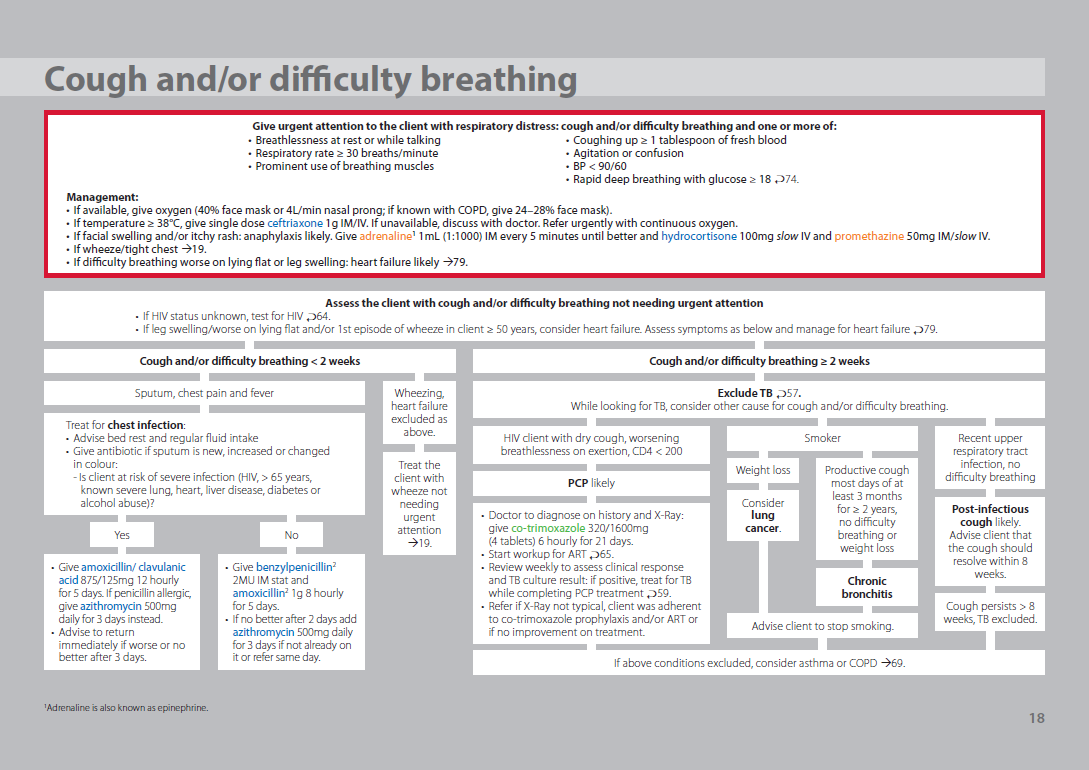 Cough and/or difficulty breathing
Give urgent attention to the client with respiratory distress: cough and/or difficulty breathing and one or more of:
• Breathlessness at rest or while talking
• Respiratory rate ≥ 30 breaths/minute
• Prominent use of breathing muscles
• Coughing up ≥ 1 tablespoon of fresh blood
• Agitation or confusion
• BP < 90/60
• Rapid deep breathing with glucose ≥ 18 ⮌74.
Management:
• If available, give oxygen (40% face mask or 4L/min nasal prong; if known with COPD, give 24–28% face mask).
• If temperature ≥ 38°C, give single dose ceftriaxone 1g IM/IV. If unavailable, discuss with doctor. Refer urgently with continuous oxygen.
• If facial swelling and/or itchy rash: anaphylaxis likely. Give adrenaline¹ 1mL (1:1000) IM every 5 minutes until better and hydrocortisone 100mg slow IV and promethazine 50mg IM/slow IV.
• If wheeze/tight chest →19.
• If difficulty breathing worse on lying flat or leg swelling: heart failure likely →79.
Assess the client with cough and/or difficulty breathing not needing urgent attention
• If HIV status unknown, test for HIV ⮌64.
• If leg swelling/worse on lying flat and/or 1st episode of wheeze in client ≥ 50 years, consider heart failure. Assess symptoms as below and manage for heart failure ⮌79.
Cough and/or difficulty breathing < 2 weeks
Sputum, chest pain and fever
Treat for chest infection:
• Advise bed rest and regular fluid intake
• Give antibiotic if sputum is new, increased or changed
in colour:
- Is client at risk of severe infection (HIV, > 65 years,
known severe lung, heart, liver disease, diabetes or
alcohol abuse)?
Yes
• Give amoxicillin/ clavulanic
acid 875/125mg 12 hourly
for 5 days. If penicillin allergic,
give azithromycin 500mg
daily for 3 days instead.
• Advise to return
immediately if worse or no
better after 3 days.
No
• Give benzylpenicillin²
2MU IM stat and
amoxicillin² 1g 8 hourly
for 5 days.
• If no better after 2 days add
azithromycin 500mg daily
for 3 days if not already on
it or refer same day.
Wheezing,
heart failure
excluded as
above.
Treat the
client with
wheeze not
needing
urgent
attention
→19.
Cough and/or difficulty breathing ≥ 2 weeks
Exclude TB ⮌57.
While looking for TB, consider other cause for cough and/or difficulty breathing.
HIV client with dry cough, worsening
breathlessness on exertion, CD4 < 200
PCP likely
• Doctor to diagnose on history and X-Ray:
give co-trimoxazole 320/1600mg
(4 tablets) 6 hourly for 21 days.
• Start workup for ART ⮌65.
• Review weekly to assess clinical response
and TB culture result: if positive, treat for TB
while completing PCP treatment ⮌59.
• Refer if X-Ray not typical, client was adherent
to co-trimoxazole prophylaxis and/or ART or
if no improvement on treatment.
Smoker
Weight loss
Consider
lung
cancer.
Productive cough
most days of at
least 3 months
for ≥ 2 years,
no difficulty
breathing or
weight loss
Chronic
bronchitis
Advise client to stop smoking.
Recent upper
respiratory tract
infection, no
difficulty breathing
Post-infectious
cough likely.
Advise client that
the cough should
resolve within 8
weeks.
Cough persists > 8
weeks, TB excluded.
If above conditions excluded, consider asthma or COPD →69.
¹Adrenaline is also known as epinephrine.
18